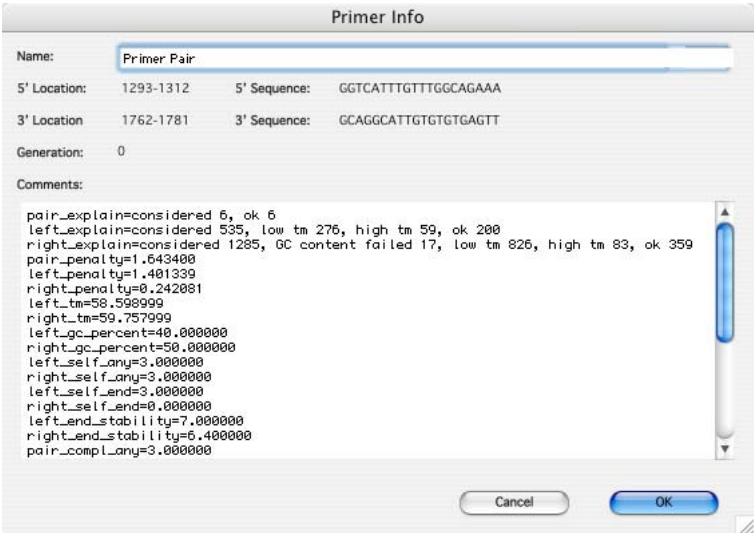 Primer Info
Name: Primer Pair
5' Location: 1293-1312 5' Sequence: GGTCATTTGTTTGGCAGAAA
3' Location 1762-1781 3' Sequence: GCAGGCATTGTGTGTGAGTT
Generation: 0
Comments:
pair_explain=considered 6, ok 6
left_explain=considered 535, low tm 276, high tm 59, ok 200
right_explain=considered 1285, GC content failed 17, low tm 826, high tm 83, ok 359
pair_penalty=1.643400
left_penalty=1.401339
right_penalty=0.242081
left_tm=58.598999
right_tm=59.757999
left_gc_percent=40.000000
right_gc_percent=50.000000
left_self_any=3.000000
right_self_any=3.000000
left_self_end=3.000000
right_self_end=0.000000
left_end_stability=7.000000
right_end_stability=6.400000
pair_compl_any=3.000000
Cancel OK